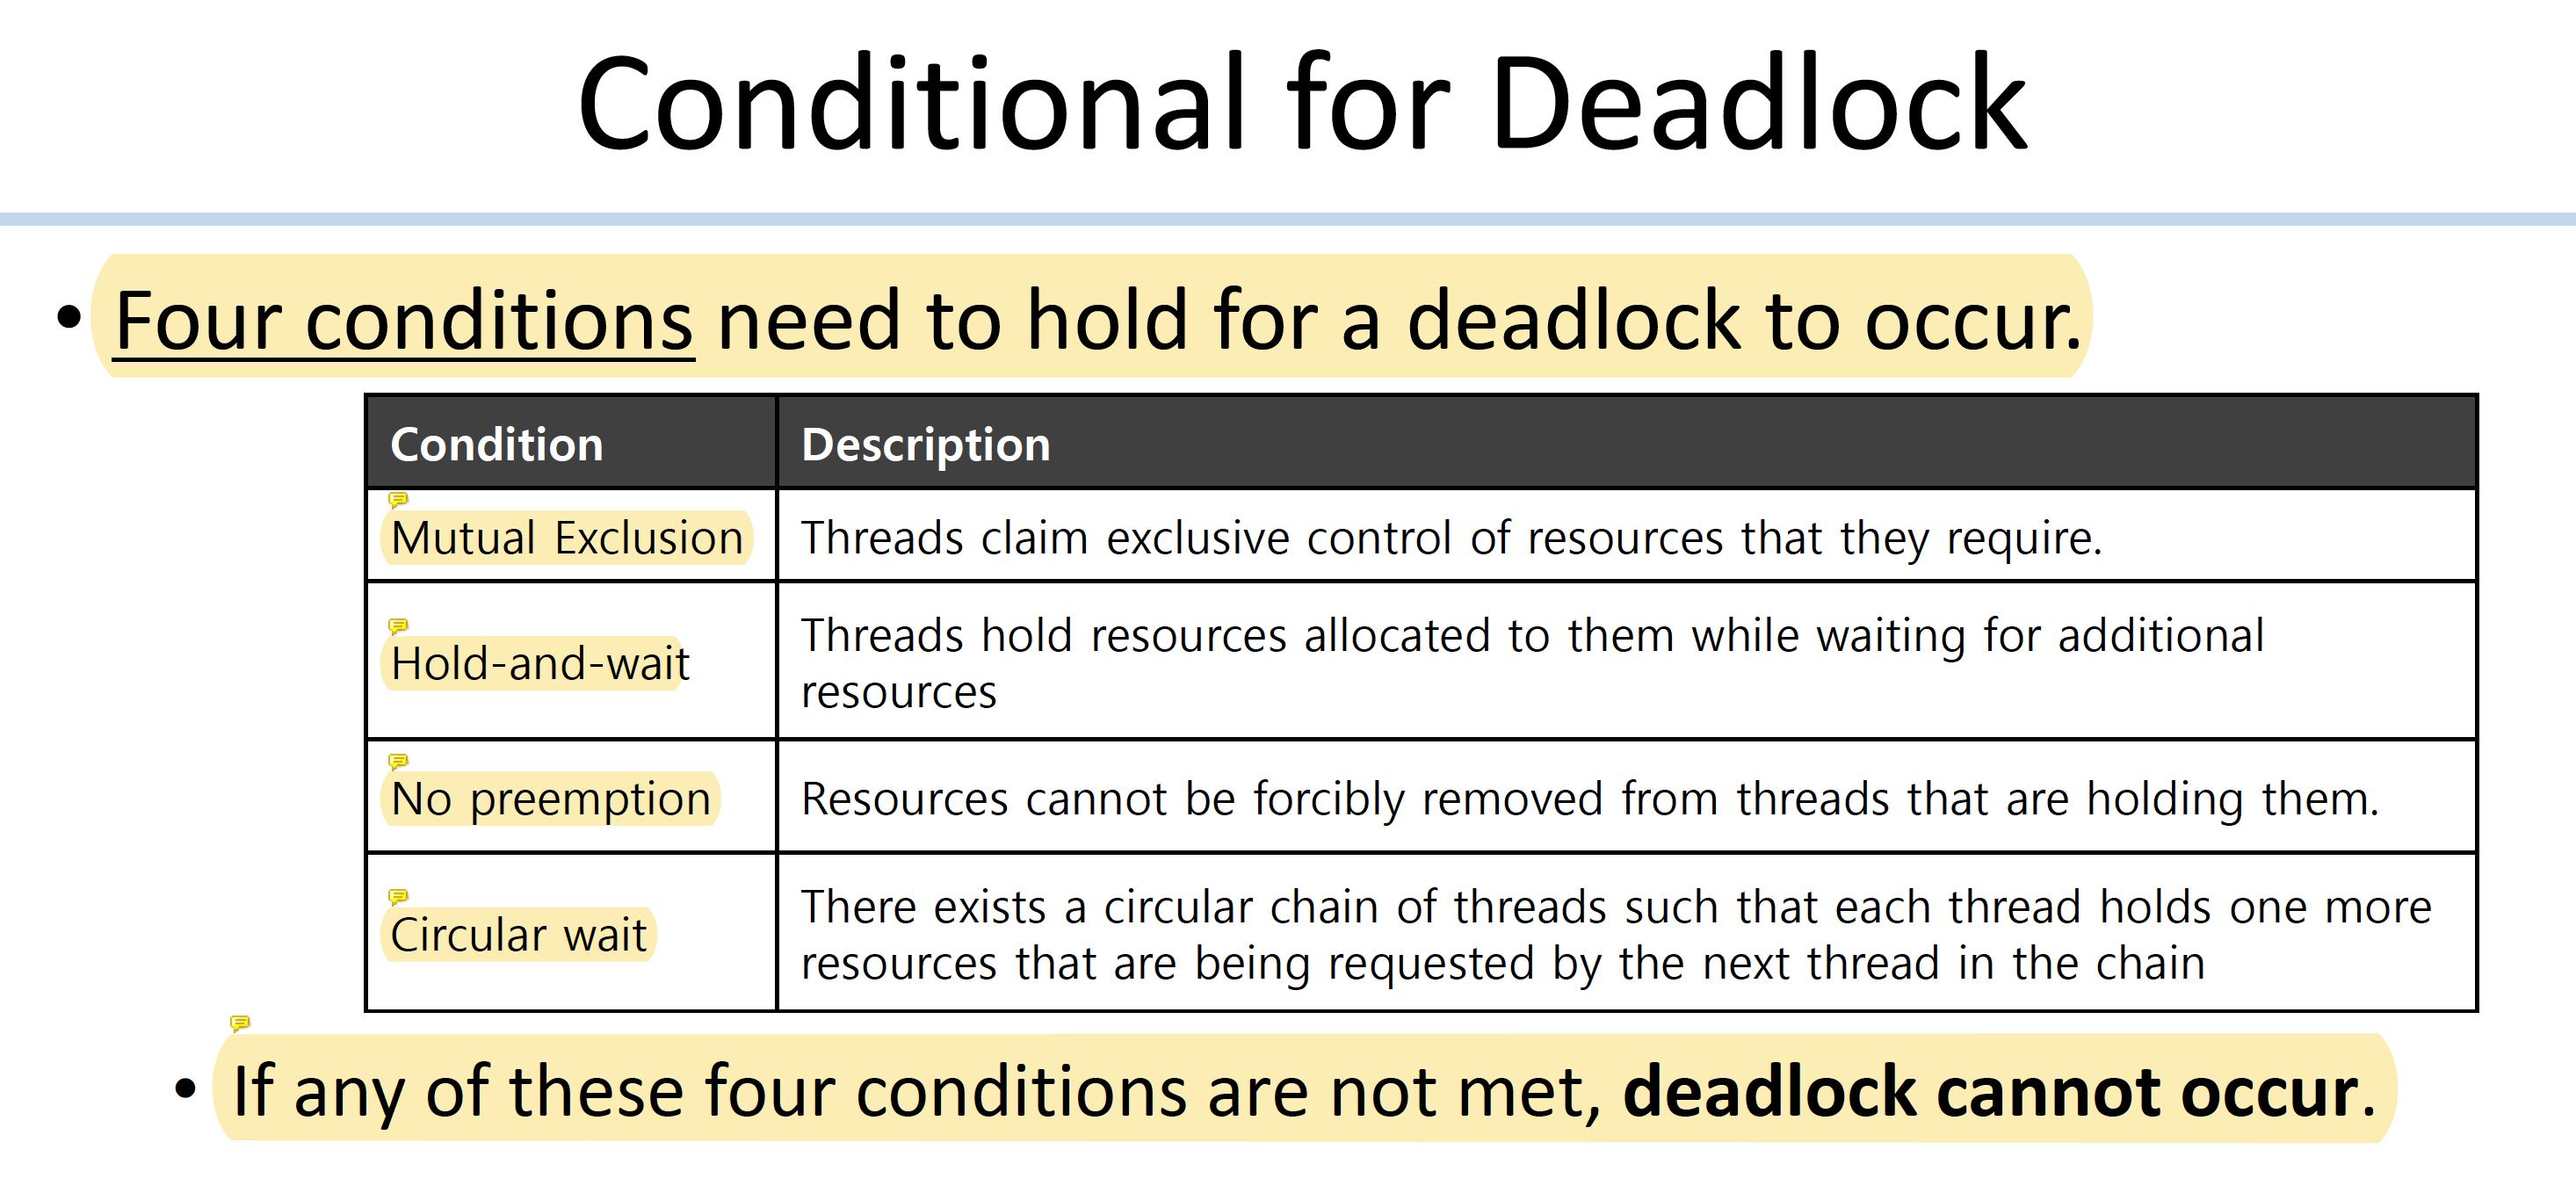 Conditional for Deadlock
• Four conditions need to hold for a deadlock to occur.
Condition Description
Mutual Exclusion Threads claim exclusive control of resources that they require.
Hold-and-wait Threads hold resources allocated to them while waiting for additional
resources
No preemption Resources cannot be forcibly removed from threads that are holding them.
Circular wait There exists a circular chain of threads such that each thread holds one more
resources that are being requested by the next thread in the chain
• If any of these four conditions are not met, deadlock cannot occur.